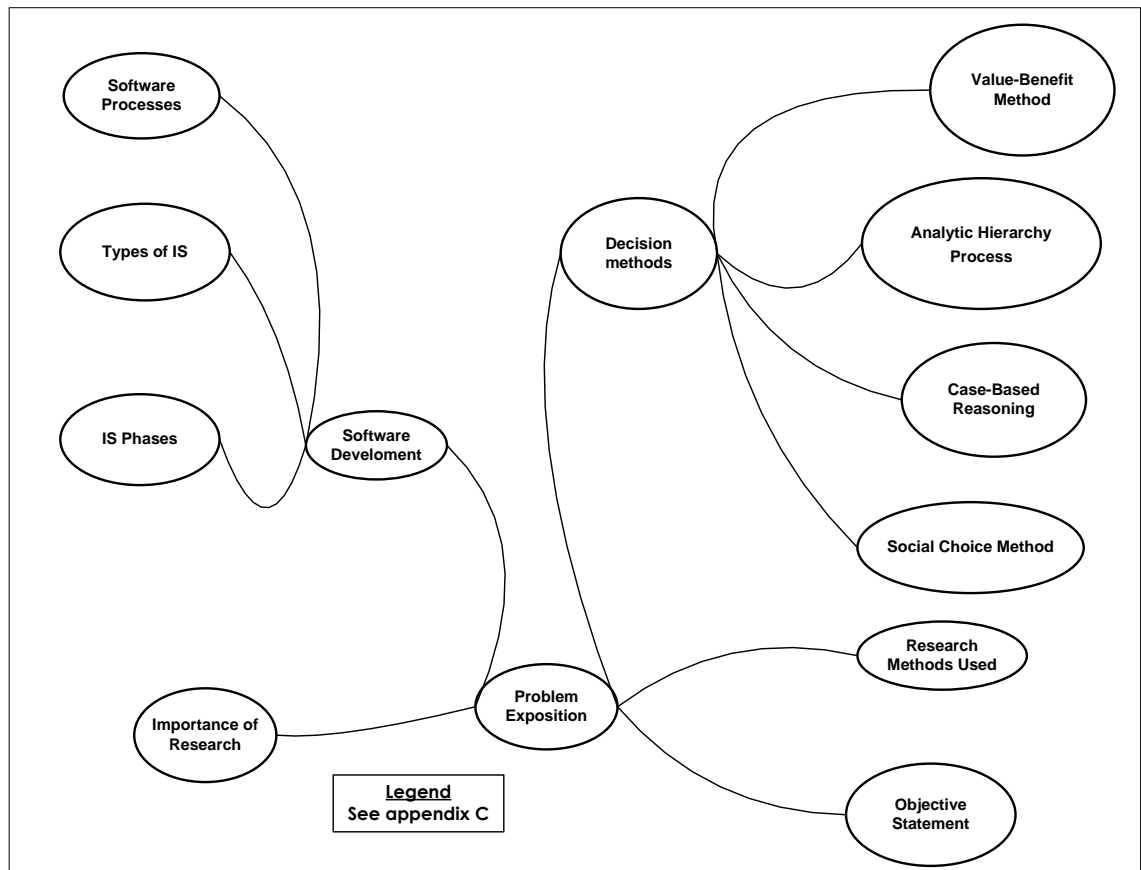 Software
Processes
Value-Benefit
Method
Types of IS
Decision
methods
Analytic Hierarchy
Process
IS Phases
Software
Develoment
Case-Based
Reasoning
Social Choice Method
Research
Methods Used
Problem
Exposition
Importance of
Research
Legend
See appendix C
Objective
Statement